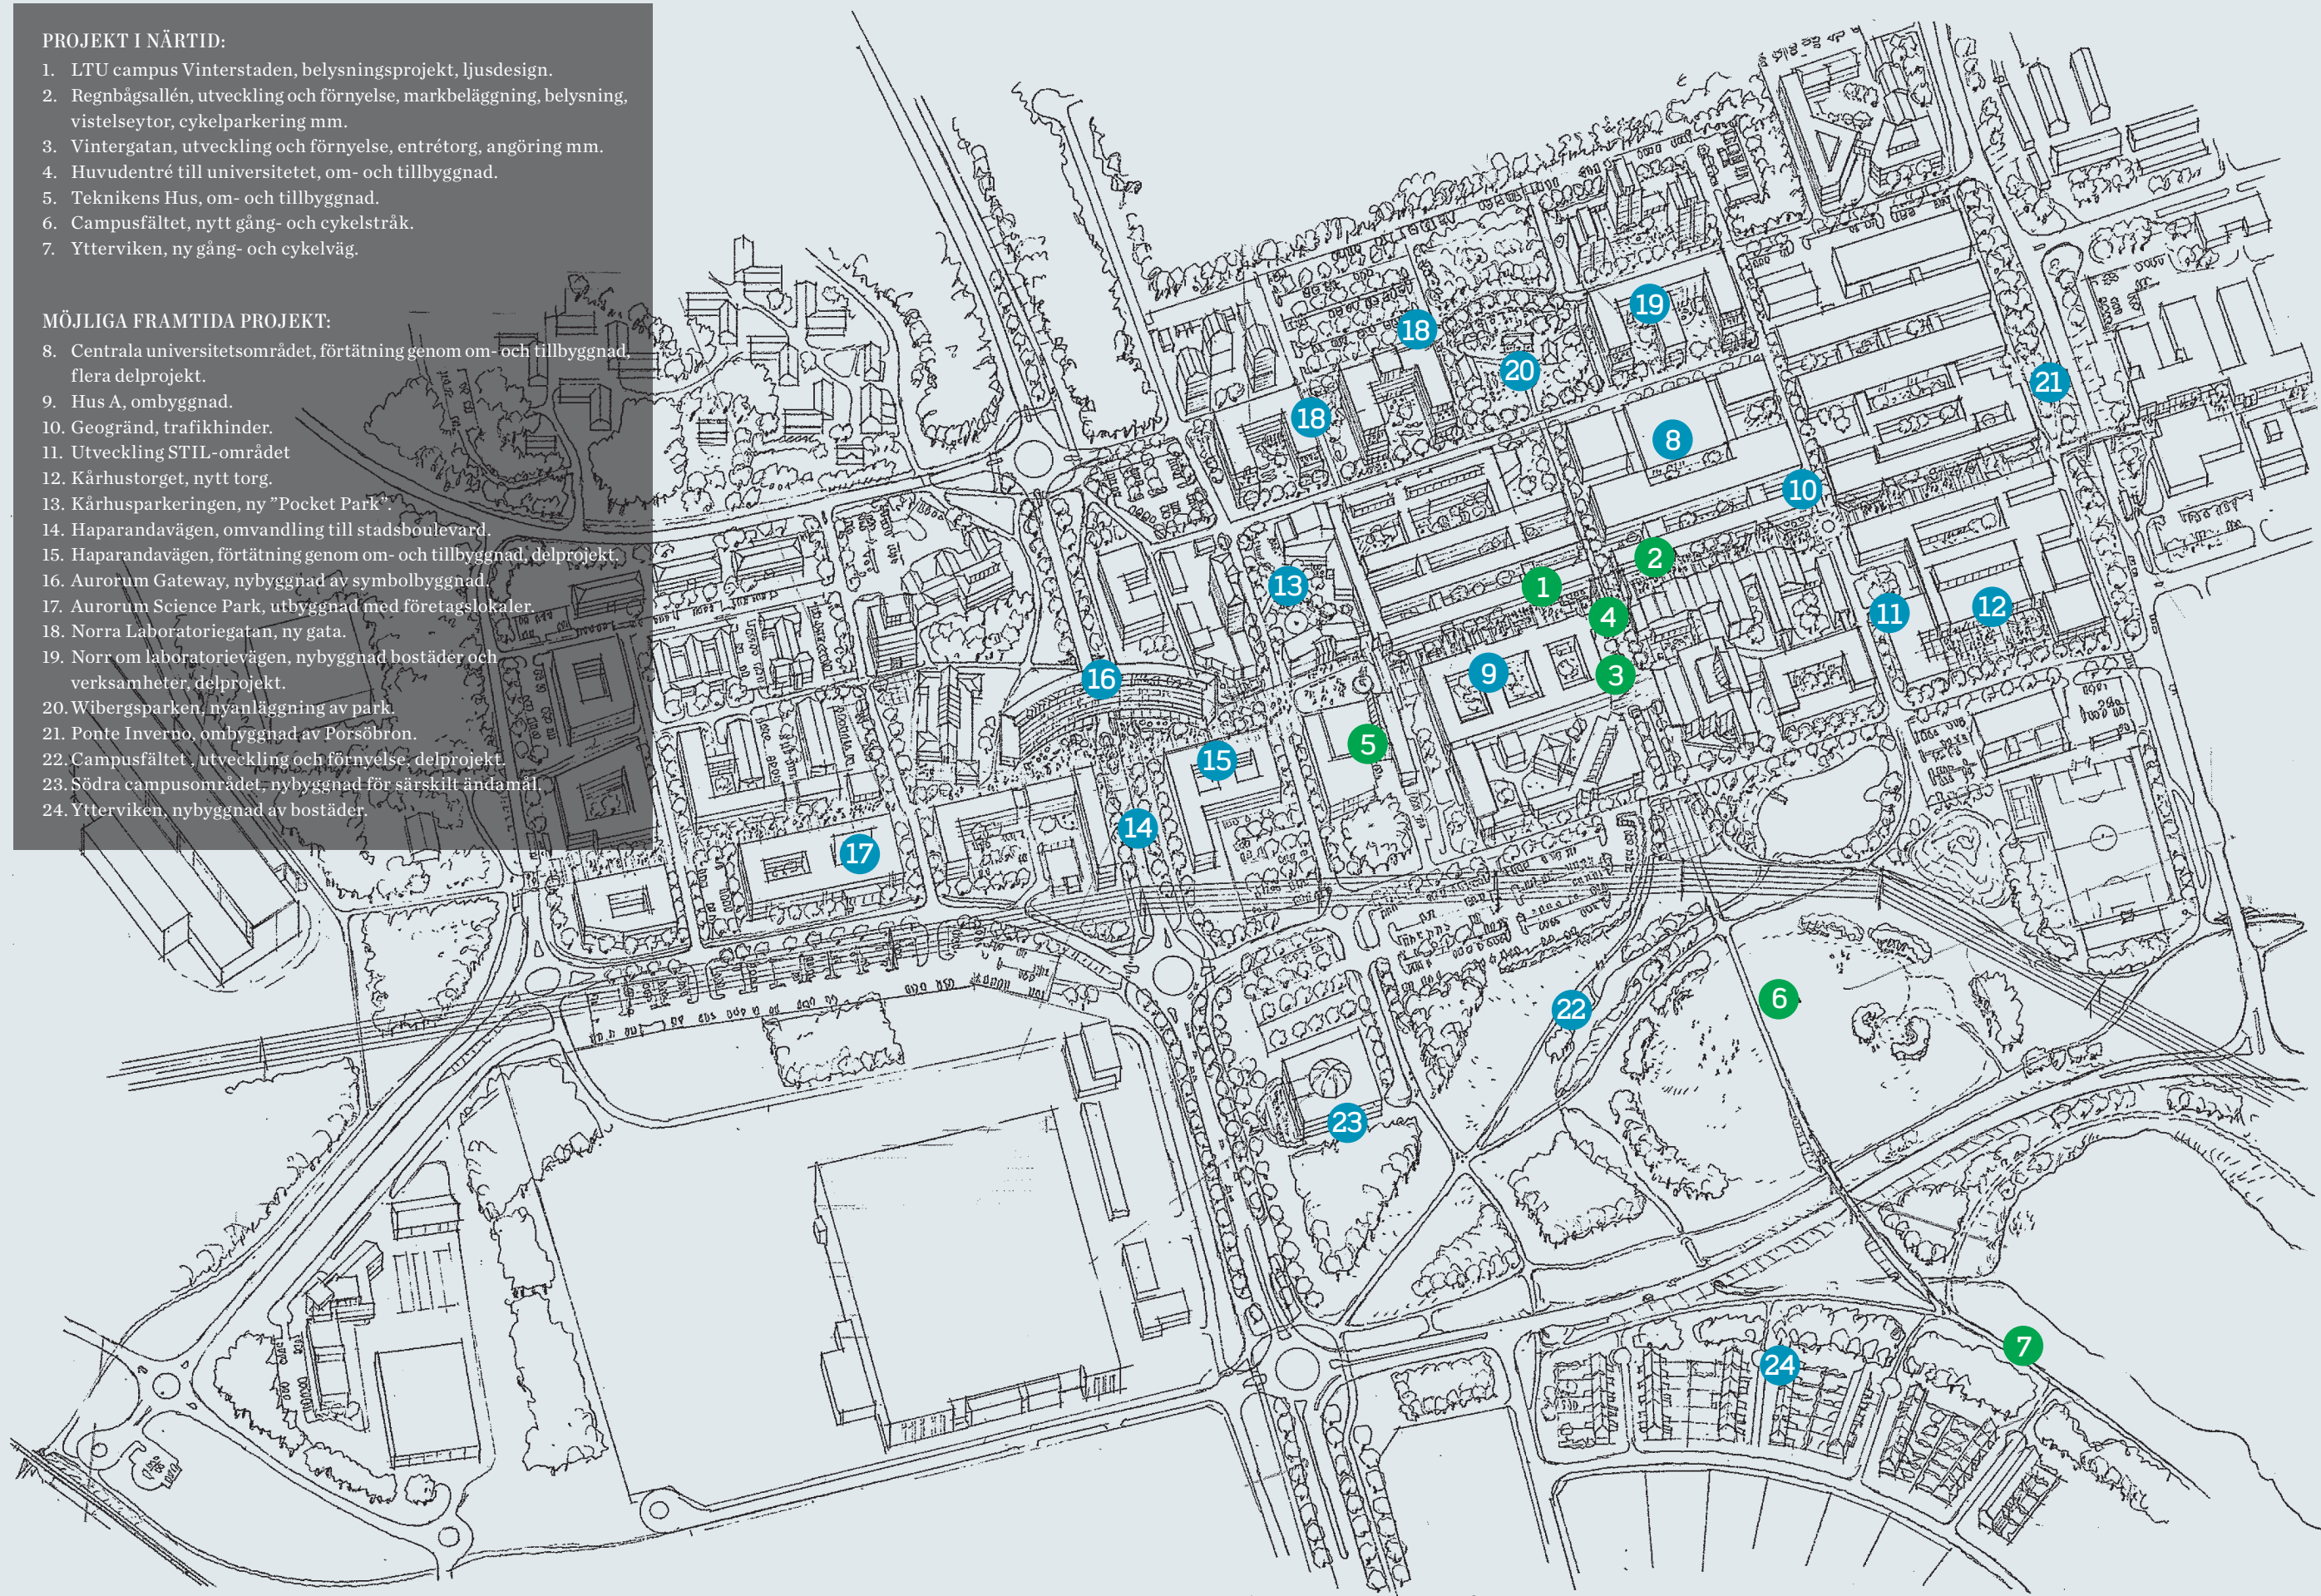 PROJEKT I NÄRTID:
1. LTU campus Vinterstaden, belysningsprojekt, ljusdesign.
2. Regnbågsallén, utveckling och förnyelse, markbeläggning, belysning,
vistelseytor, cykelparkering mm.
3. Vintergatan, utveckling och förnyelse, entrétorg, angöring mm.
4. Huvudentré till universitetet, om- och tillbyggnad.
5. Teknikens Hus, om- och tillbyggnad.
6. Campusfältet, nytt gång- och cykelstråk.
7. Ytterviken, ny gång- och cykelväg.
MÖJLIGA FRAMTIDA PROJEKT:
8. Centrala universitetsområdet, förtätning genom om- och tillbyggnad,
flera delprojekt.
9. Hus A, ombyggnad.
10. Geogränd, trafikhinder.
11. Utveckling STIL-området
12. Kårhustorget, nytt torg.
13. Kårhusparkeringen, ny ”Pocket Park”.
14. Haparandavägen, omvandling till stadsboulevard.
15. Haparandavägen, förtätning genom om- och tillbyggnad, delprojekt.
16. Aurorum Gateway, nybyggnad av symbolbyggnad.
17. Aurorum Science Park, utbyggnad med företagslokaler.
18. Norra Laboratoriegatan, ny gata.
19. Norr om laboratorievägen, nybyggnad bostäder och
verksamheter, delprojekt.
20. Wibergsparken, nyanläggning av park.
21. Ponte Inverno, ombyggnad av Porsöbron.
22. Campusfältet, utveckling och förnyelse, delprojekt.
23. Södra campusområdet, nybyggnad för särskilt ändamål.
24. Ytterviken, nybyggnad av bostäder.
19
18
20
21
18
8
10
2
13
1
4
12
11
9
3
16
5
15
14
17
6
22
23
7
24